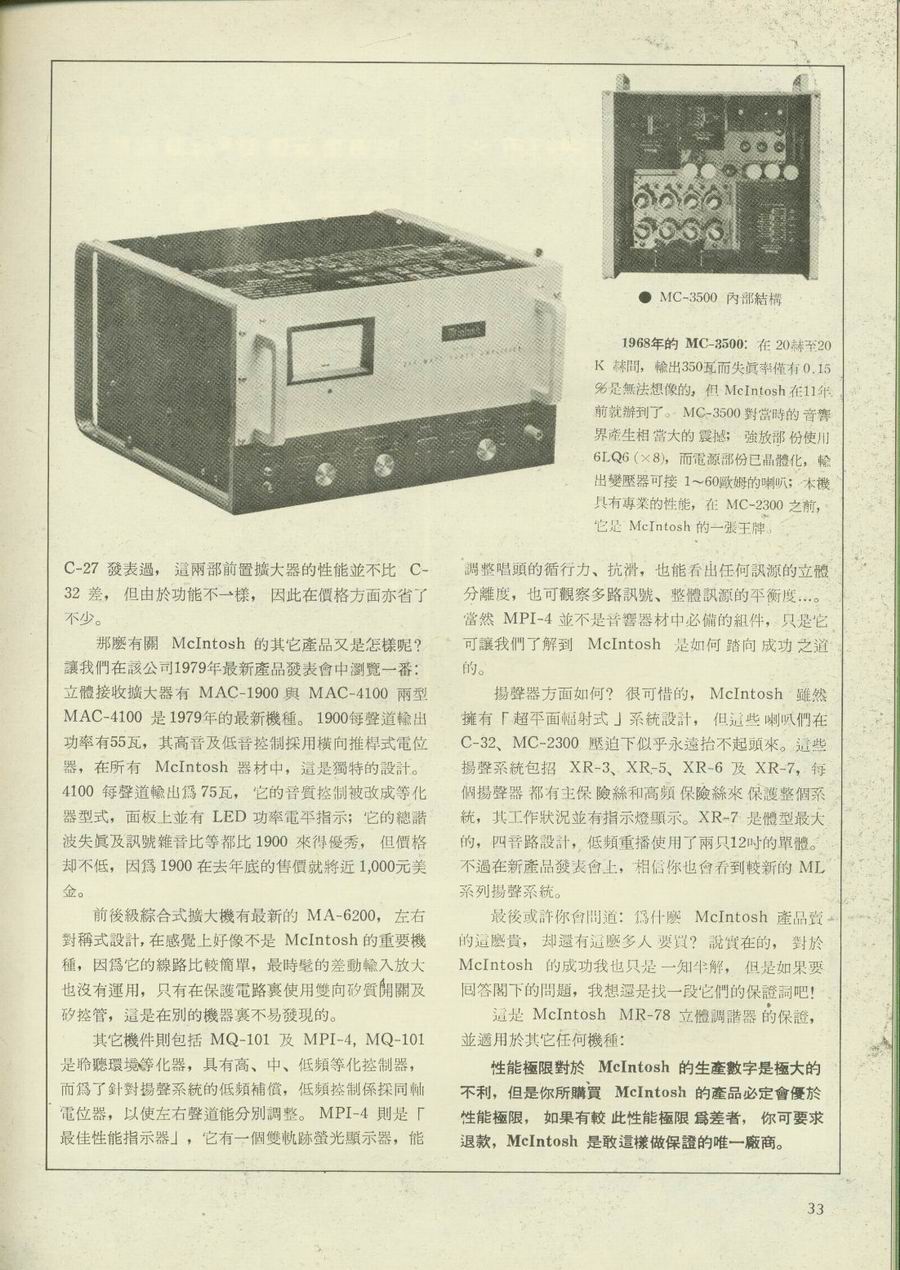 McIntosh
● MC-3500 內部結構
1968年的 MC-3500: 在 20赫至20
K 赫間，輸出350瓦而失眞率僅有0.15
%是無法想像的，但 McIntosh在11年
前就辦到了。MC-3500對當時的音響
界產生相當大的震撼；強放部份使用
6LQ6 (×8)，而電源部份已晶體化，輸
出變壓器可接 1～60歐姆的喇叭；本機
具有專業的性能，在 MC-2300 之前，
它是 McIntosh 的一張王牌。
C-27 發表過，這兩部前置擴大器的性能並不比 C-
32 差，但由於功能不一樣，因此在價格方面亦省了
不少。
那麽有關 McIntosh 的其它產品又是怎樣呢？
讓我們在該公司1979年最新產品發表會中瀏覽一番：
立體接收擴大器有 MAC-1900 與 MAC-4100 兩型
MAC-4100 是1979年的最新機種。1900每聲道輸出
功率有55瓦，其高音及低音控制採用橫向推桿式電位
器，在所有 McIntosh 器材中，這是獨特的設計。
4100 每聲道輸出爲75瓦，它的音質控制被改成等化
器型式，面板上並有 LED 功率電平指示；它的總諧
波失眞及訊號雜音比等都比 1900 來得優秀，但價格
却不低，因爲 1900 在去年底的售價就將近 1,000元美
金。
前後級綜合式擴大機有最新的 MA-6200，左右
對稱式設計，在感覺上好像不是 McIntosh 的重要機
種，因爲它的線路比較簡單，最時髦的差動輸入放大
也沒有運用，只有在保護電路裏使用雙向矽質開關及
矽控管，這是在別的機器裏不易發現的。
其它機件則包括 MQ-101 及 MPI-4, MQ-101
是聆聽環境等化器，具有高、中、低頻等化控制器，
而爲了針對揚聲系統的低頻補償，低頻控制係採同軸
電位器，以使左右聲道能分別調整。MPI-4 則是「
最佳性能指示器」，它有一個雙軌跡螢光顯示器，能
調整唱頭的循行力、抗滑，也能看出任何訊源的立體
分離度，也可觀察多路訊號、整體訊源的平衡度…。
當然 MPI-4 並不是音響器材中必備的組件，只是它
可讓我們了解到 McIntosh 是如何踏向成功之道
的。
揚聲器方面如何？很可惜的，McIntosh 雖然
擁有「超平面輻射式」系統設計，但這些喇叭們在
C-32、MC-2300 壓迫下似乎永遠抬不起頭來。這些
揚聲系統包括 XR-3、XR-5、XR-6 及 XR-7，每
個揚聲器都有主保險絲和高頻保險絲來保護整個系
統，其工作狀況並有指示燈顯示。XR-7 是體型最大
的，四音路設計，低頻重播使用了兩只12吋的單體。
不過在新產品發表會上，相信你也會看到較新的 ML
系列揚聲系統。
最後或許你會問道：爲什麽 McIntosh 產品賣
的這麽貴，却還有這麽多人要買？說實在的，對於
McIntosh 的成功我也只是一知半解，但是如果要
回答閣下的問題，我想還是找一段它們的保證詞吧！
這是 McIntosh MR-78 立體調諧器的保證，
並適用於其它任何機種：
性能極限對於 McIntosh 的生產數字是極大的
不利，但是你所購買 McIntosh 的產品必定會優於
性能極限，如果有較此性能極限爲差者，你可要求
退款，McIntosh 是敢這樣做保證的唯一廠商。
33